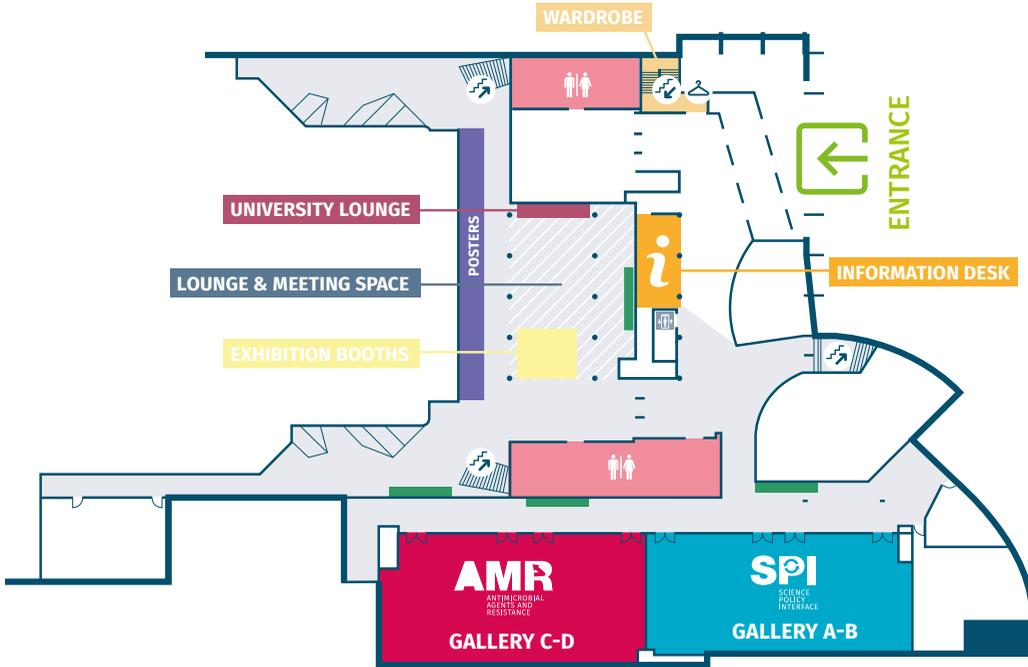 WARDROBE
ENTRANCE
UNIVERSITY LOUNGE
POSTERS
LOUNGE & MEETING SPACE
i
INFORMATION DESK
EXHIBITION BOOTHS
AMR
ANTIMICROBIAL
AGENTS AND
RESISTANCE
GALLERY C-D
SPI
SCIENCE
POLICY
INTERFACE
GALLERY A-B